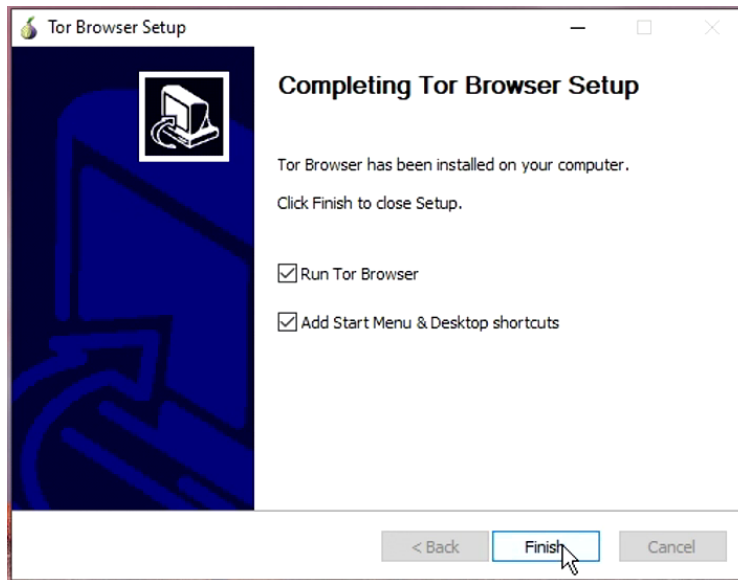 Tor Browser Setup
Completing Tor Browser Setup
Tor Browser has been installed on your computer.
Click Finish to close Setup.
Run Tor Browser
Add Start Menu & Desktop shortcuts
< Back
Finish
Cancel